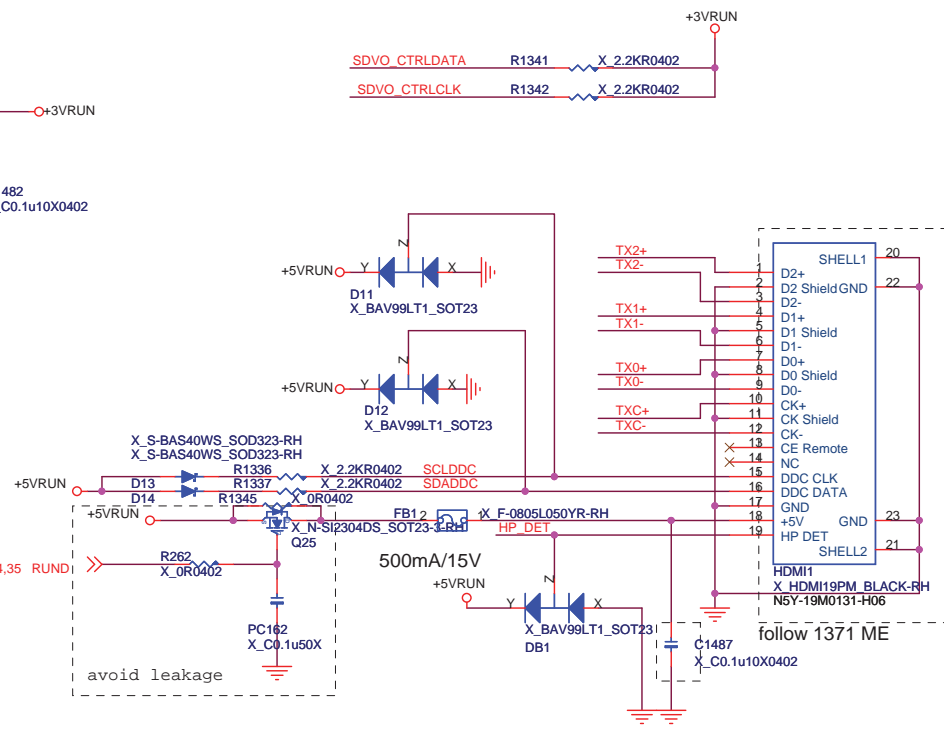 +3VRUN
SDVO_CTRLDATA R1341 X_2.2KR0402
SDVO_CTRLCLK R1342 X_2.2KR0402
+3VRUN
482
C0.1u10X0402
Z
+5VRUN Y X
D11
X_BAV99LT1_SOT23
Z
+5VRUN Y X
D12
X_BAV99LT1_SOT23
TX2+
TX2-
TX1+
TX1-
TX0+
TX0-
TXC+
TXC-
SHELL1 20
1 D2+
2 D2 Shield GND 22
3 D2-
4 D1+
5 D1 Shield
6 D1-
7 D0+
8 D0 Shield
9 D0-
10 CK+
11 CK Shield
12 CK-
13 CE Remote
14 NC
15 DDC CLK
16 DDC DATA
17 GND
18 +5V GND 23
19 HP DET
SHELL2 21
HDMI1
X_HDMI19PM_BLACK-RH
N5Y-19M0131-H06
follow 1371 ME
X_S-BAS40WS_SOD323-RH
X_S-BAS40WS_SOD323-RH
R1336 X_2.2KR0402 SCLDDC
+5VRUN D13 R1337 X_2.2KR0402 SDADDC
D14 R1345 X_0R0402
+5VRUN FB1 2 1 X_F-0805L050YR-RH
X_N-SI2304DS_SOT23-3-RH HP_DET
Q25
500mA/15V
4,35 RUND R262
X_0R0402
PC162
X_C0.1u50X
avoid leakage
+5VRUN
Z
Y X
X_BAV99LT1_SOT23
DB1
C1487
X_C0.1u10X0402